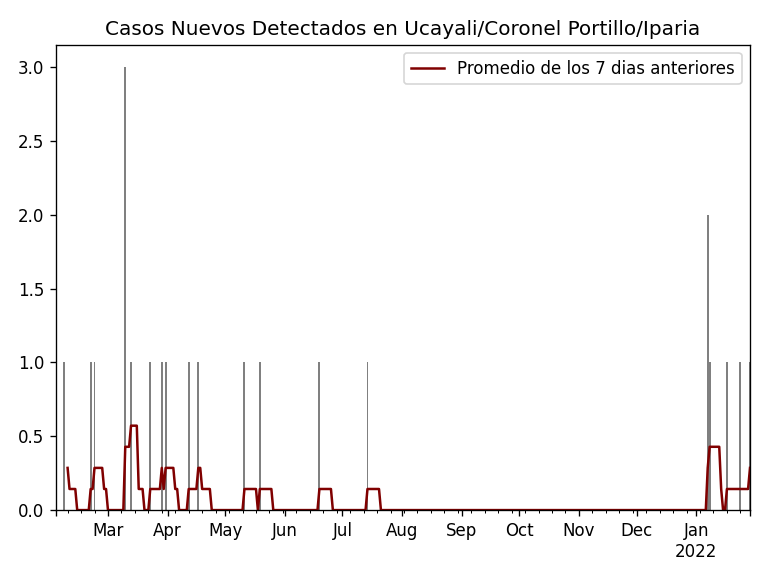 Casos Nuevos Detectados en Ucayali/Coronel Portillo/Iparia
Promedio de los 7 dias anteriores
3.0
2.5
2.0
1.5
1.0
0.5
0.0
Mar Apr May Jun Jul Aug Sep Oct Nov Dec Jan
2022